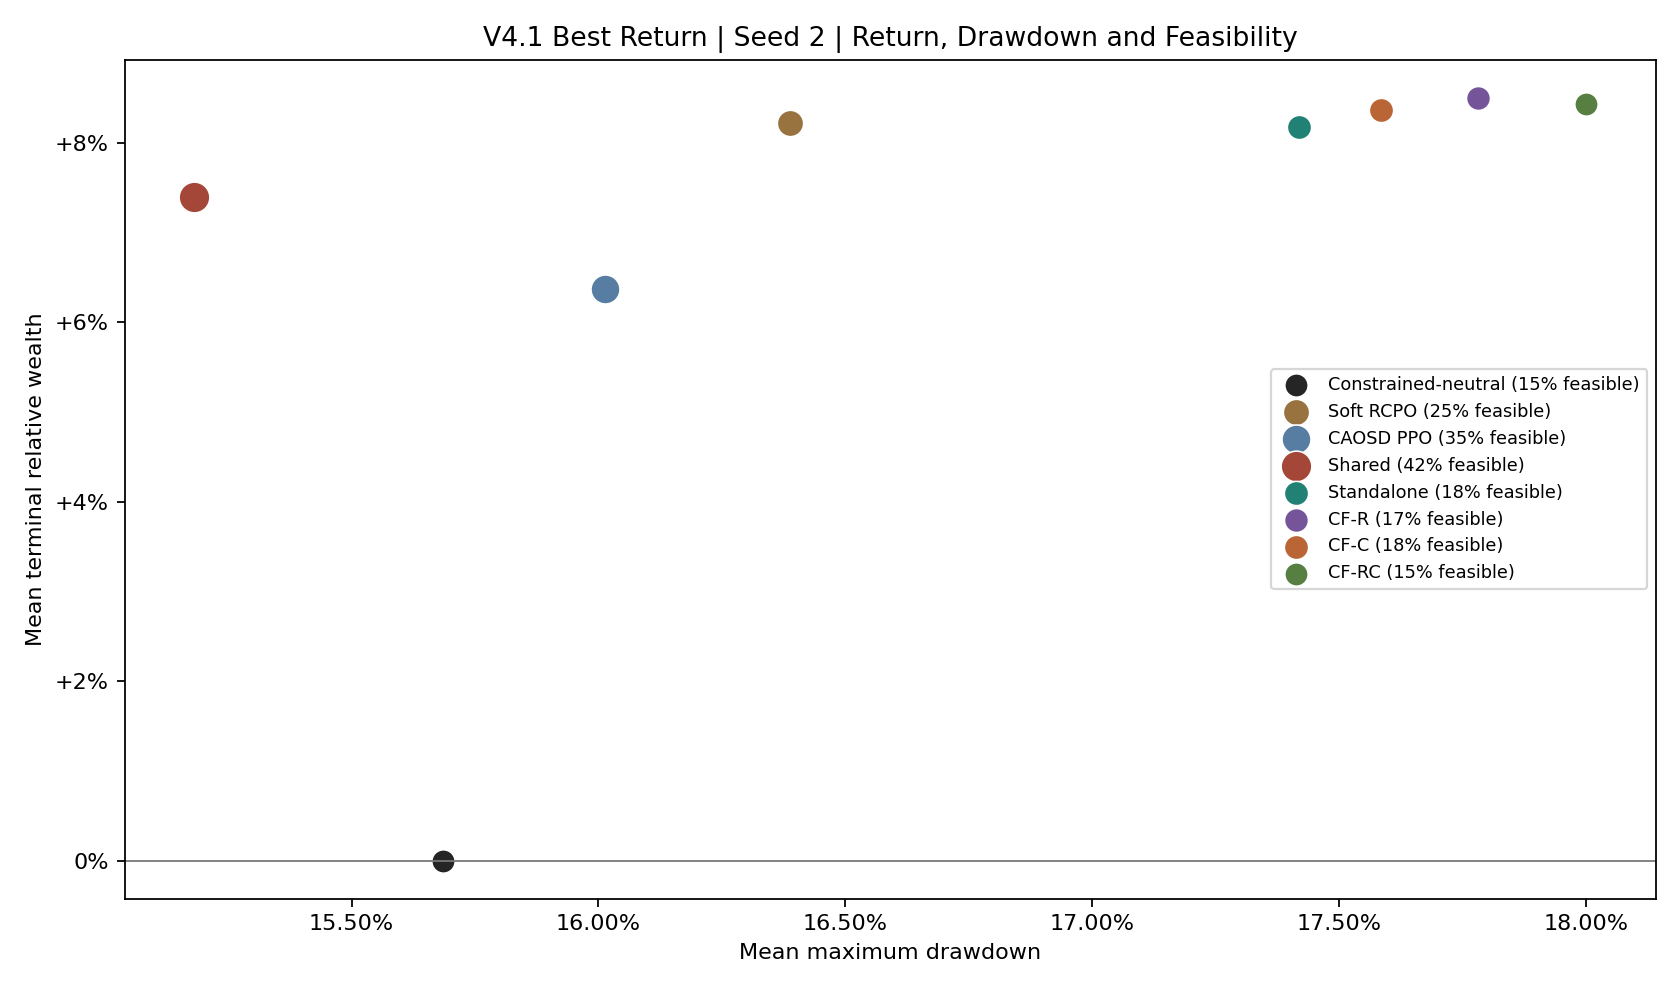 V4.1 Best Return | Seed 2 | Return, Drawdown and Feasibility
Mean terminal relative wealth
+8%
+6%
+4%
+2%
0%
Constrained-neutral (15% feasible)
Soft RCPO (25% feasible)
CAOSD PPO (35% feasible)
Shared (42% feasible)
Standalone (18% feasible)
CF-R (17% feasible)
CF-C (18% feasible)
CF-RC (15% feasible)
15.50% 16.00% 16.50% 17.00% 17.50% 18.00%
Mean maximum drawdown